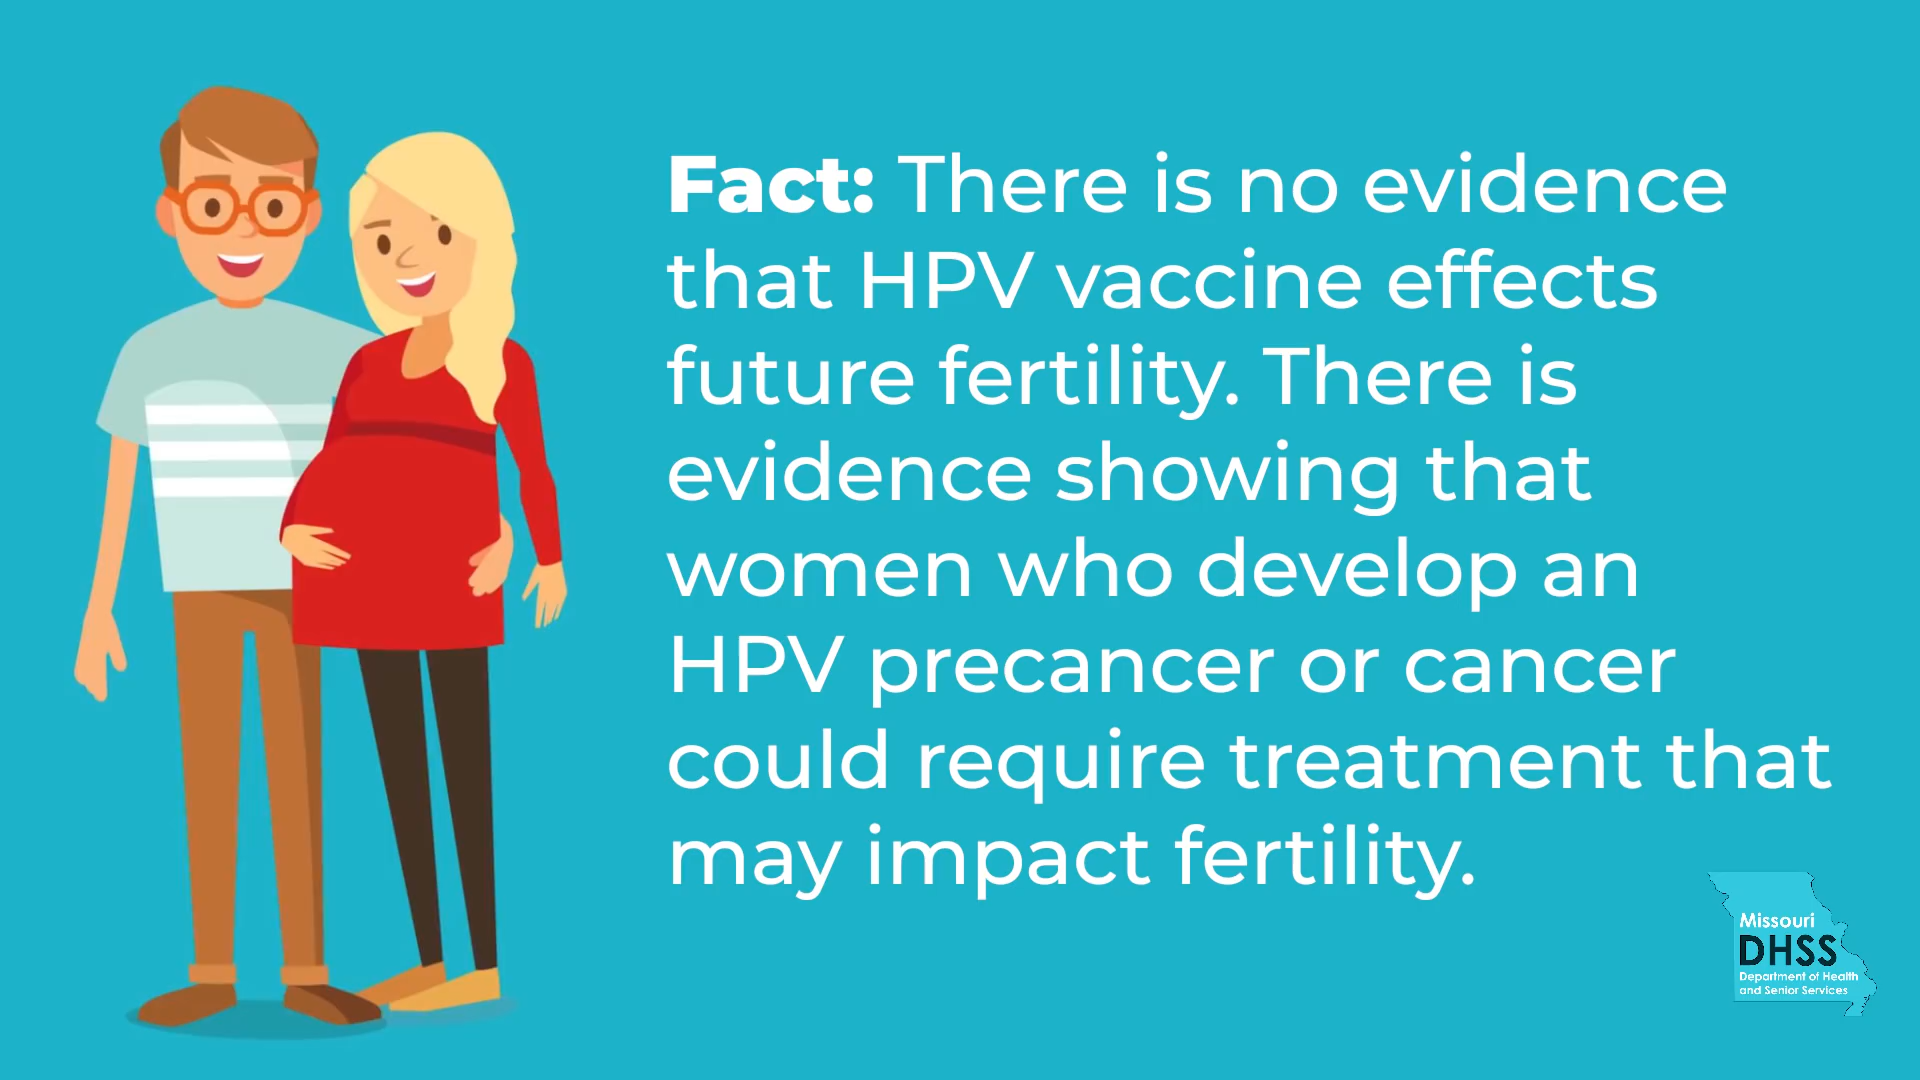 Fact: There is no evidence
that HPV vaccine effects
future fertility. There is
evidence showing that
women who develop an
HPV precancer or cancer
could require treatment that
may impact fertility.
Missouri
DHSS
Department of Health
and Senior Services